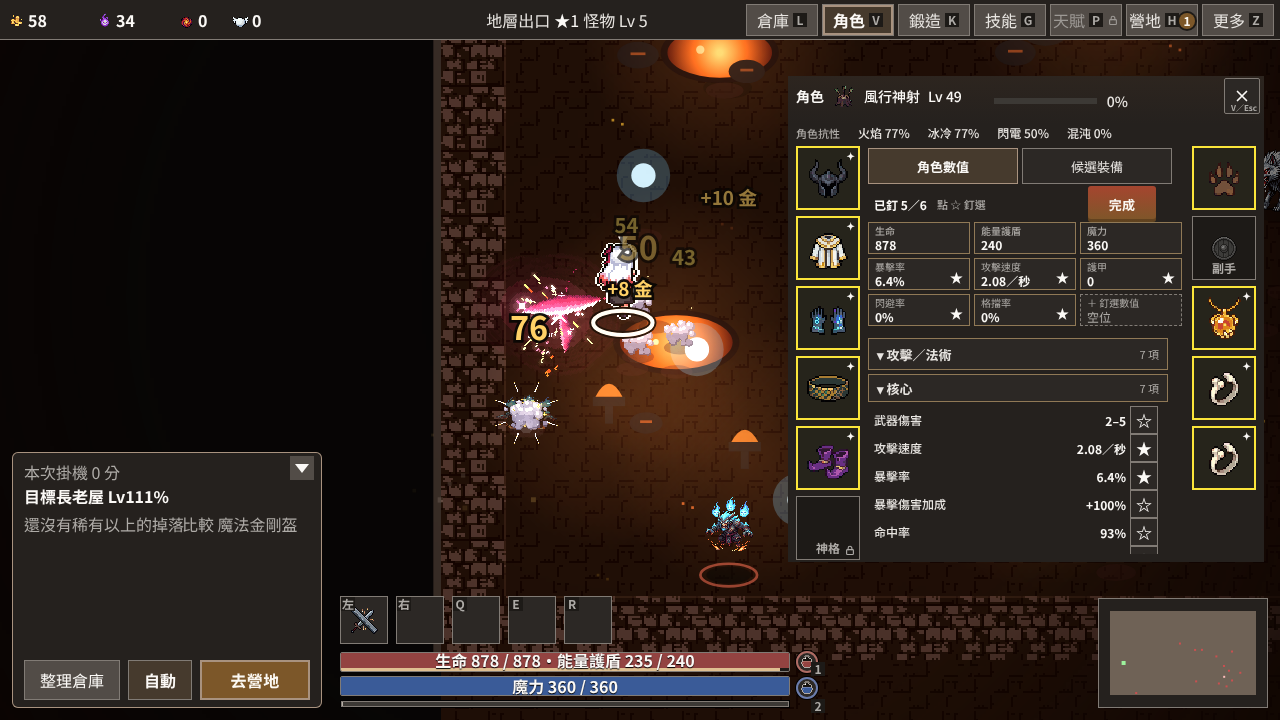 58
34
0
0
地層出口 ★1 怪物 Lv 5
倉庫 L
角色 V
鍛造 K
技能 G
天賦 P
營地 H 1
更多 Z
角色
風行神射 Lv 49
0%
V／Esc
角色抗性 火焰 77% 冰冷 77% 閃電 50% 混沌 0%
角色數值
候選裝備
已釘 5／6 點 ☆ 釘選
完成
生命
878
能量護盾
240
魔力
360
暴擊率
6.4% ★
攻擊速度
2.08／秒 ★
護甲
0 ★
閃避率
0% ★
格擋率
0% ★
＋ 釘選數值
空位
▼攻擊／法術 7 項
▼核心 7 項
武器傷害 2–5 ☆
攻擊速度 2.08／秒 ★
暴擊率 6.4% ★
暴擊傷害加成 +100% ☆
命中率 93% ☆
副手
神格
+10 金
54
50
43
+8 金
76
本次掛機 0 分
目標長老屋 Lv111%
還沒有稀有以上的掉落比較 魔法金剛盔
整理倉庫
自動
去營地
左
右
Q
E
R
生命 878 / 878・能量護盾 235 / 240
1
魔力 360 / 360
2